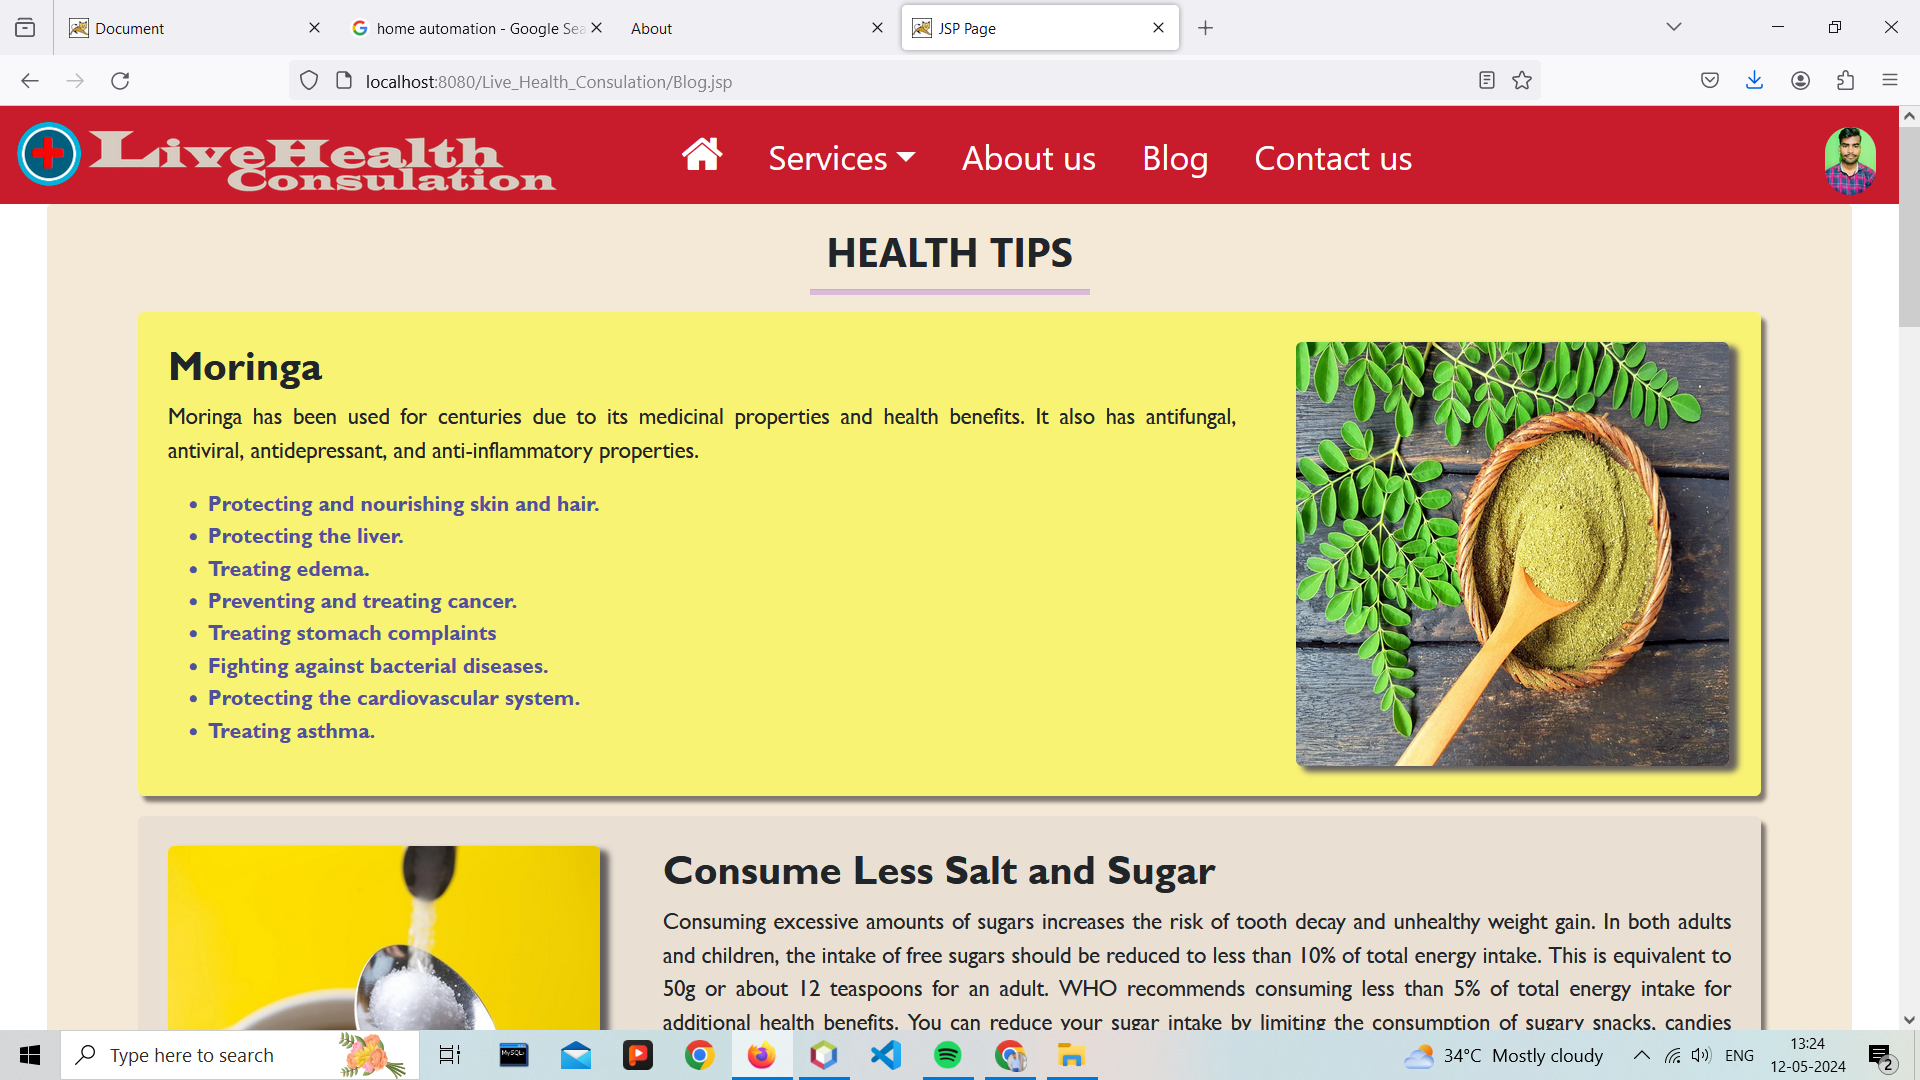 Document
home automation - Google Sea
About
JSP Page
localhost:8080/Live_Health_Consulation/Blog.jsp
LiveHealth
Consulation
Services
About us
Blog
Contact us
HEALTH TIPS
Moringa
Moringa has been used for centuries due to its medicinal properties and health benefits. It also has antifungal,
antiviral, antidepressant, and anti-inflammatory properties.
• Protecting and nourishing skin and hair.
• Protecting the liver.
• Treating edema.
• Preventing and treating cancer.
• Treating stomach complaints
• Fighting against bacterial diseases.
• Protecting the cardiovascular system.
• Treating asthma.
Consume Less Salt and Sugar
Consuming excessive amounts of sugars increases the risk of tooth decay and unhealthy weight gain. In both adults
and children, the intake of free sugars should be reduced to less than 10% of total energy intake. This is equivalent to
50g or about 12 teaspoons for an adult. WHO recommends consuming less than 5% of total energy intake for
additional health benefits. You can reduce your sugar intake by limiting the consumption of sugary snacks, candies
Type here to search
MySQL
34°C Mostly cloudy
ENG
13:24
12-05-2024
2